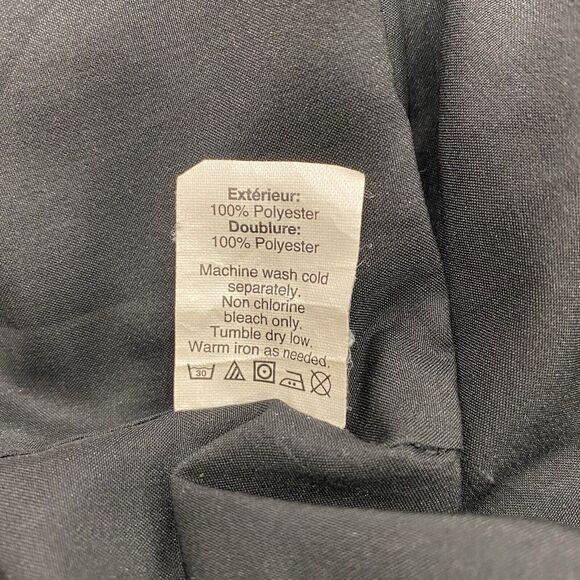 Extérieur:
100% Polyester
Doublure:
100% Polyester
Machine wash cold
separately.
Non chlorine
bleach only.
Tumble dry low.
Warm iron as needed.
30